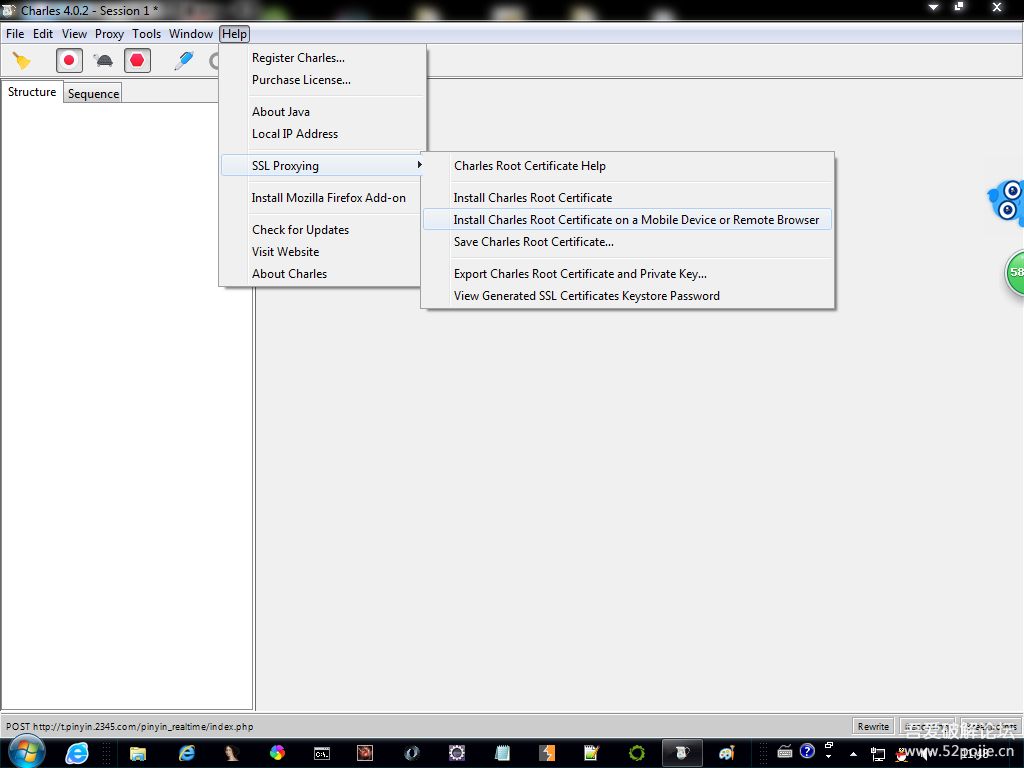 Charles 4.0.2 - Session 1 *
File Edit View Proxy Tools Window Help
Register Charles...
Purchase License...
Structure
Sequence
About Java
Local IP Address
SSL Proxying
Charles Root Certificate Help
Install Mozilla Firefox Add-on
Install Charles Root Certificate
Install Charles Root Certificate on a Mobile Device or Remote Browser
Check for Updates
Save Charles Root Certificate...
Visit Website
About Charles
Export Charles Root Certificate and Private Key...
View Generated SSL Certificates Keystore Password
58
POST http://t.pinyin.2345.com/pinyin_realtime/index.php
Rewrite
吾爱破解论坛
www.52pojie.cn